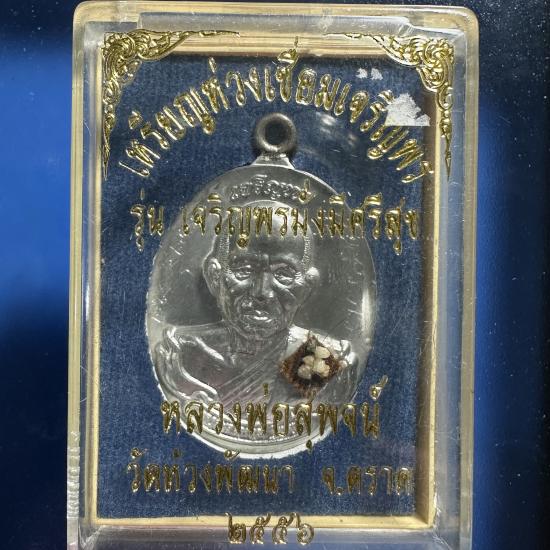 เหรียญห่วงเชื่อมเจริญพร
เจริญพร
รุ่น เจริญพรมั่งมีศรีสุข
หลวงพ่อสุพจน์
วัดห้วงพัฒนา จ.ตราด
๒๕๕๖